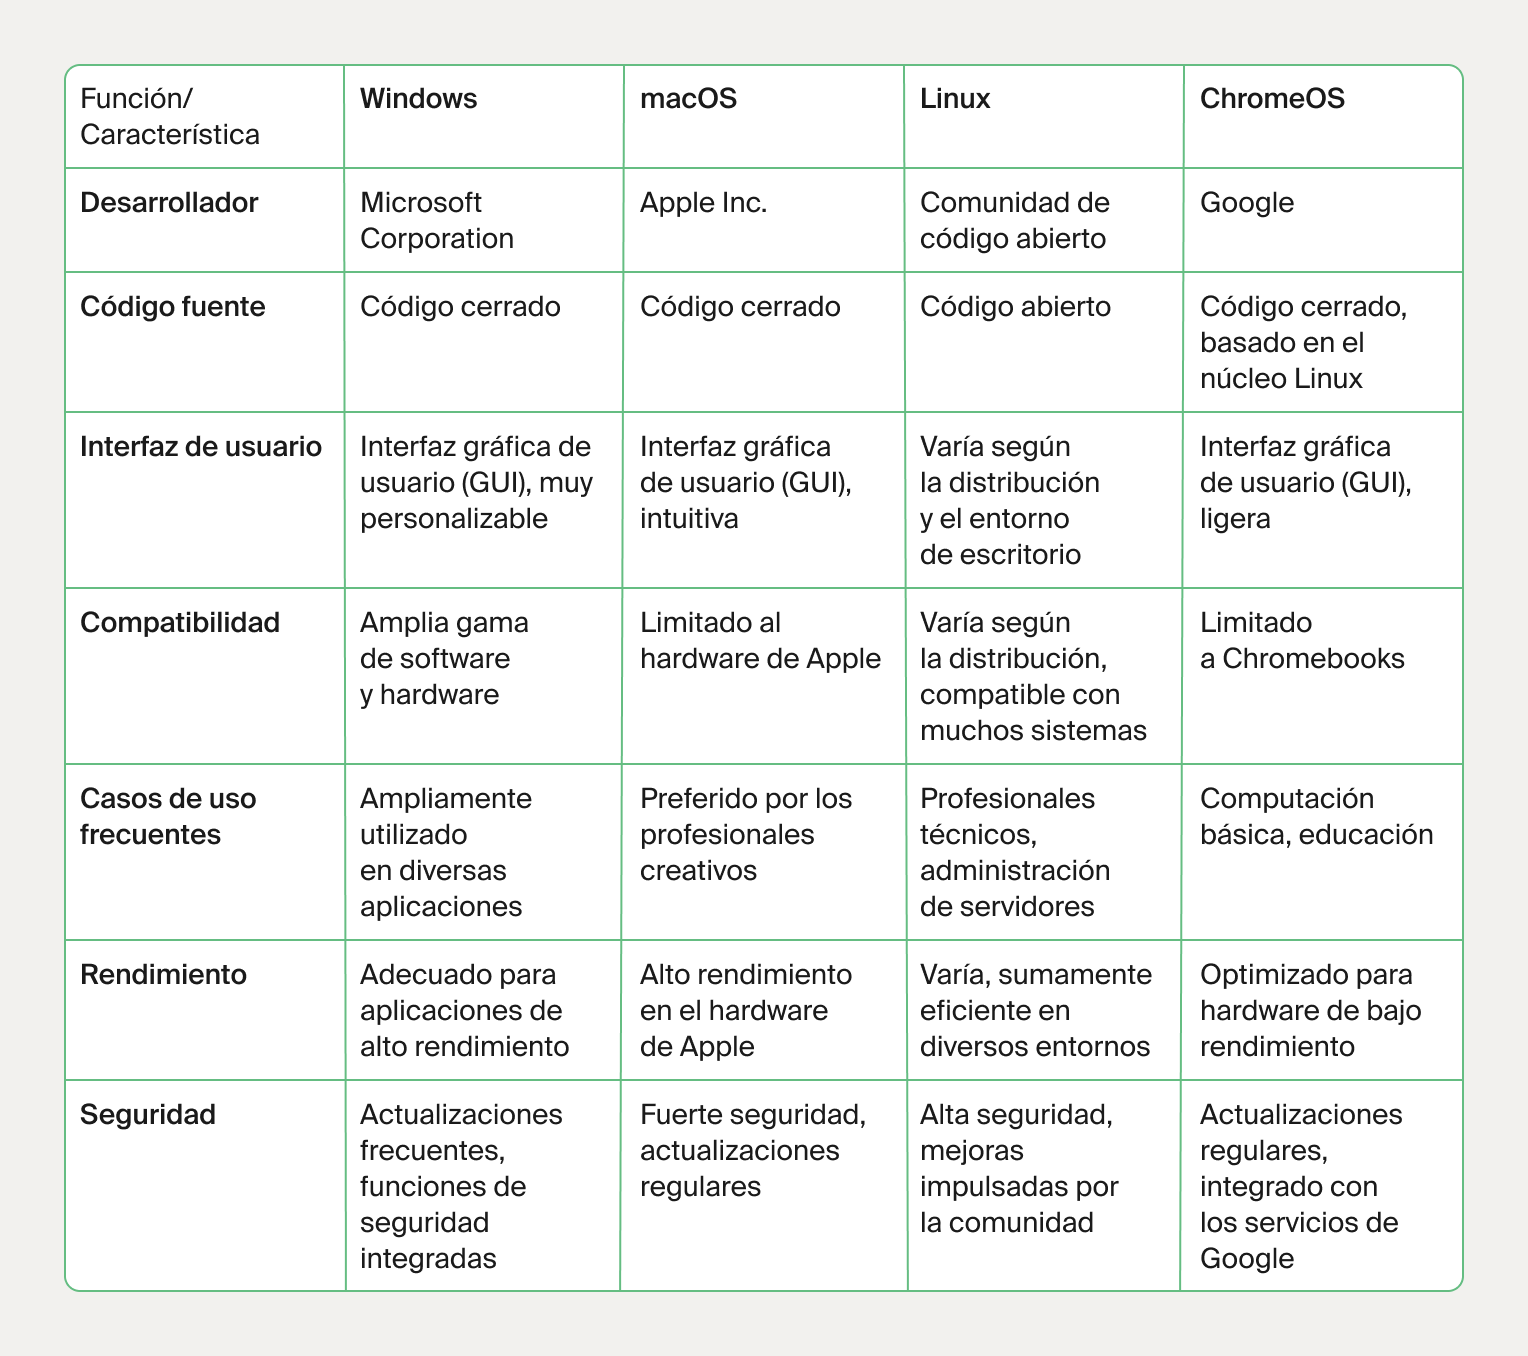 Función/
Característica
Windows
macOS
Linux
ChromeOS
Desarrollador
Microsoft
Corporation
Apple Inc.
Comunidad de
código abierto
Google
Código fuente
Código cerrado
Código cerrado
Código abierto
Código cerrado,
basado en el
núcleo Linux
Interfaz de usuario
Interfaz gráfica de
usuario (GUI), muy
personalizable
Interfaz gráfica
de usuario (GUI),
intuitiva
Varía según
la distribución
y el entorno
de escritorio
Interfaz gráfica
de usuario (GUI),
ligera
Compatibilidad
Amplia gama
de software
y hardware
Limitado al
hardware de Apple
Varía según
la distribución,
compatible con
muchos sistemas
Limitado
a Chromebooks
Casos de uso
frecuentes
Ampliamente
utilizado
en diversas
aplicaciones
Preferido por los
profesionales
creativos
Profesionales
técnicos,
administración
de servidores
Computación
básica, educación
Rendimiento
Adecuado para
aplicaciones de
alto rendimiento
Alto rendimiento
en el hardware
de Apple
Varía, sumamente
eficiente en
diversos entornos
Optimizado para
hardware de bajo
rendimiento
Seguridad
Actualizaciones
frecuentes,
funciones de
seguridad
integradas
Fuerte seguridad,
actualizaciones
regulares
Alta seguridad,
mejoras
impulsadas por
la comunidad
Actualizaciones
regulares,
integrado con
los servicios de
Google